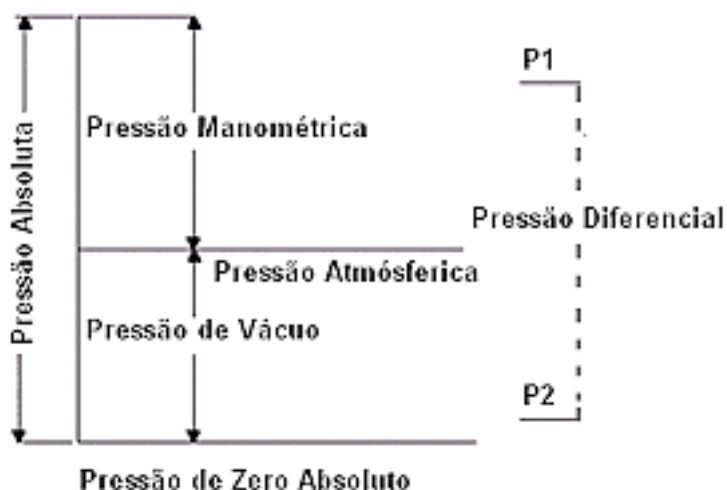 P1
Pressão Manométrica
Pressão Absoluta
Pressão Diferencial
Pressão Atmósferica
Pressão de Vácuo
P2
Pressão de Zero Absoluto